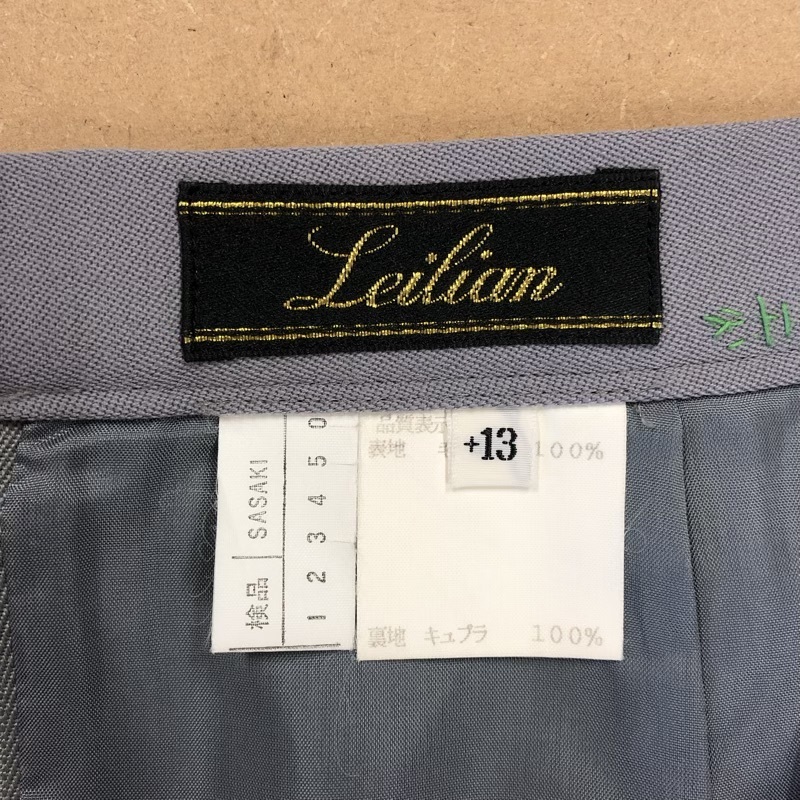 Leilian
+13
品質表示
表地 100%
裏地 キュプラ 100%
検品 SASAKI
1 2 3 4 5 0